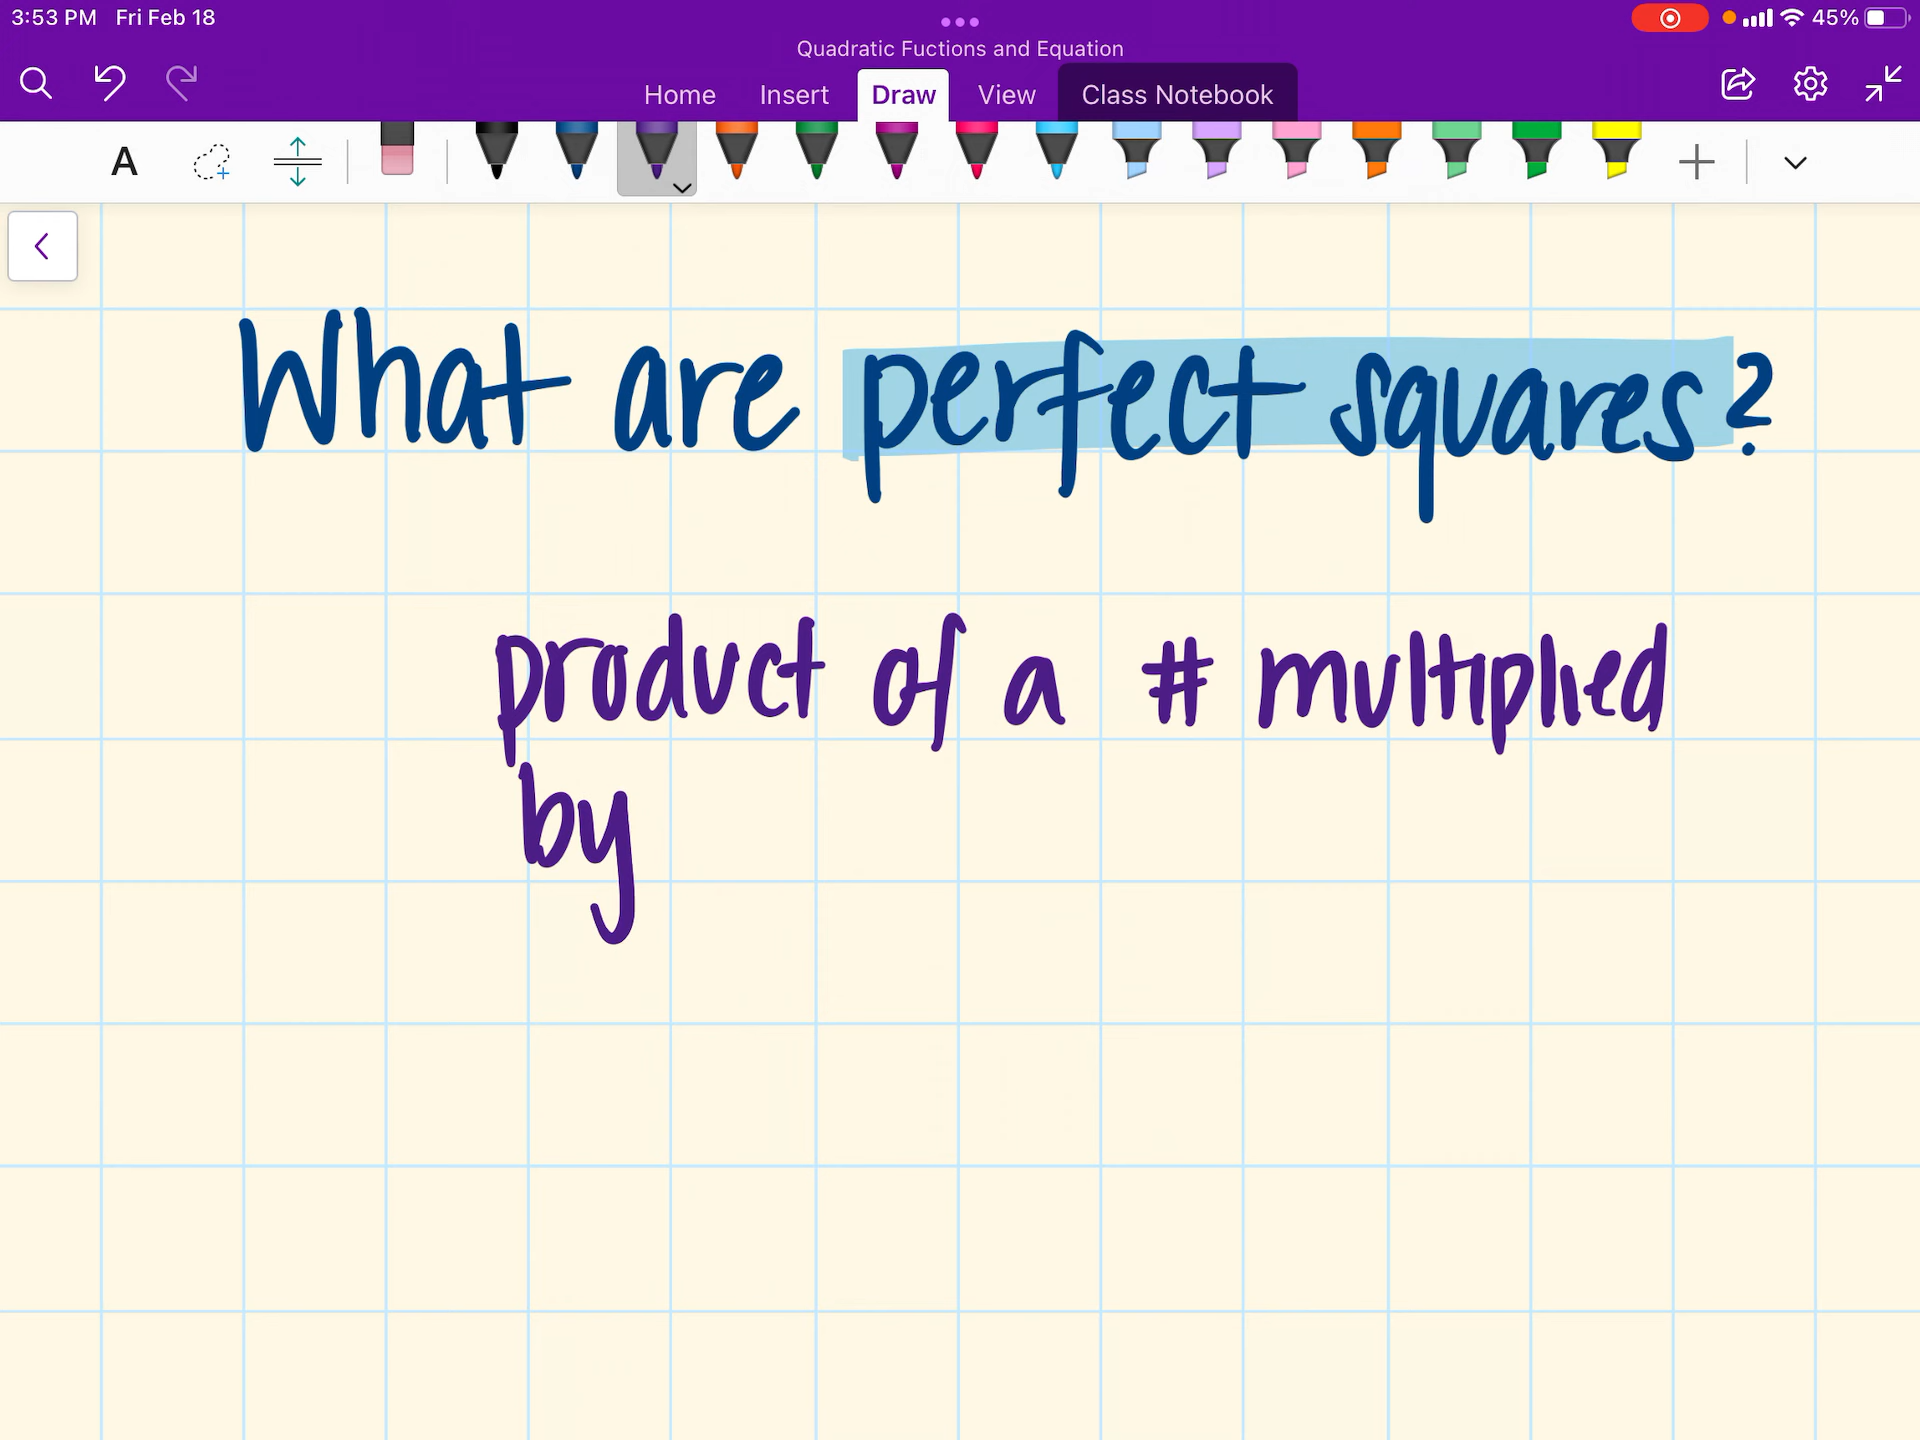 3:53 PM Fri Feb 18
45%
Quadratic Fuctions and Equation
Home Insert Draw View Class Notebook
A
What are perfect squares?
product of a # multiplied
by